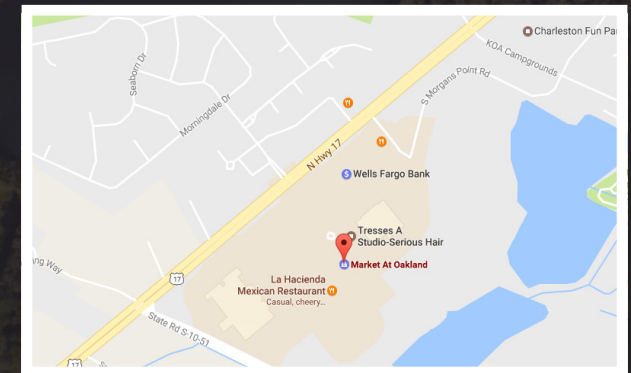 Charleston Fun Pa
KOA Campgrounds
S Morgans Point Rd
Seaborn Dr
Morningdale Dr
N Hwy 17
Wells Fargo Bank
Tresses A
Studio-Serious Hair
Market At Oakland
ng Way
17
La Hacienda
Mexican Restaurant
Casual, cheery...
State Rd S-10-51
17